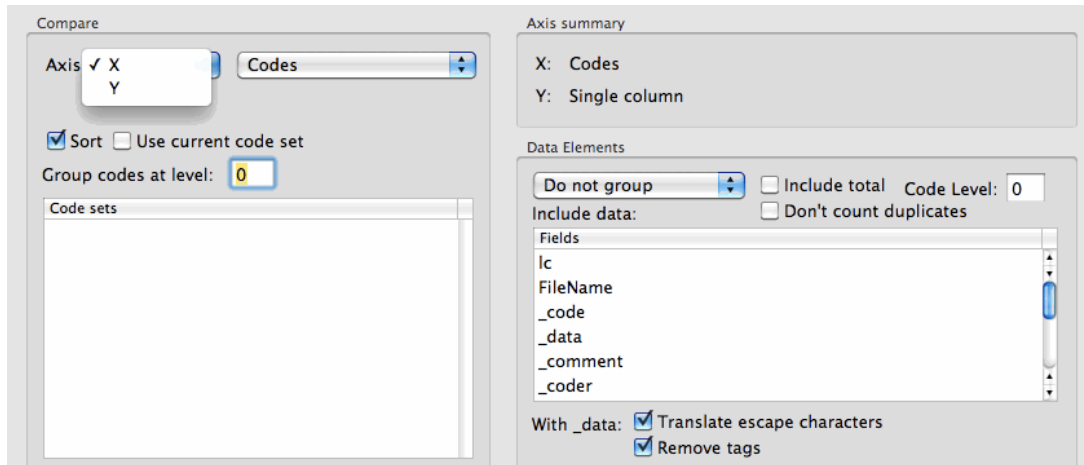 Compare
Axis ✓ X
Y
Codes
Sort Use current code set
Group codes at level: 0
Code sets
Axis summary
X: Codes
Y: Single column
Data Elements
Do not group
Include total Code Level: 0
Don't count duplicates
Include data:
Fields
lc
FileName
_code
_data
_comment
_coder
With _data: Translate escape characters
Remove tags